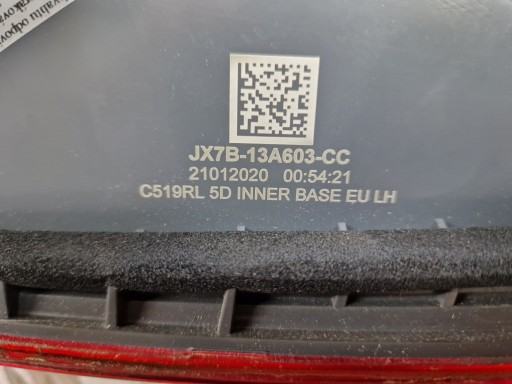 JX7B-13A603-CC
21012020 00:54:21
C519RL 5D INNER BASE EU LH